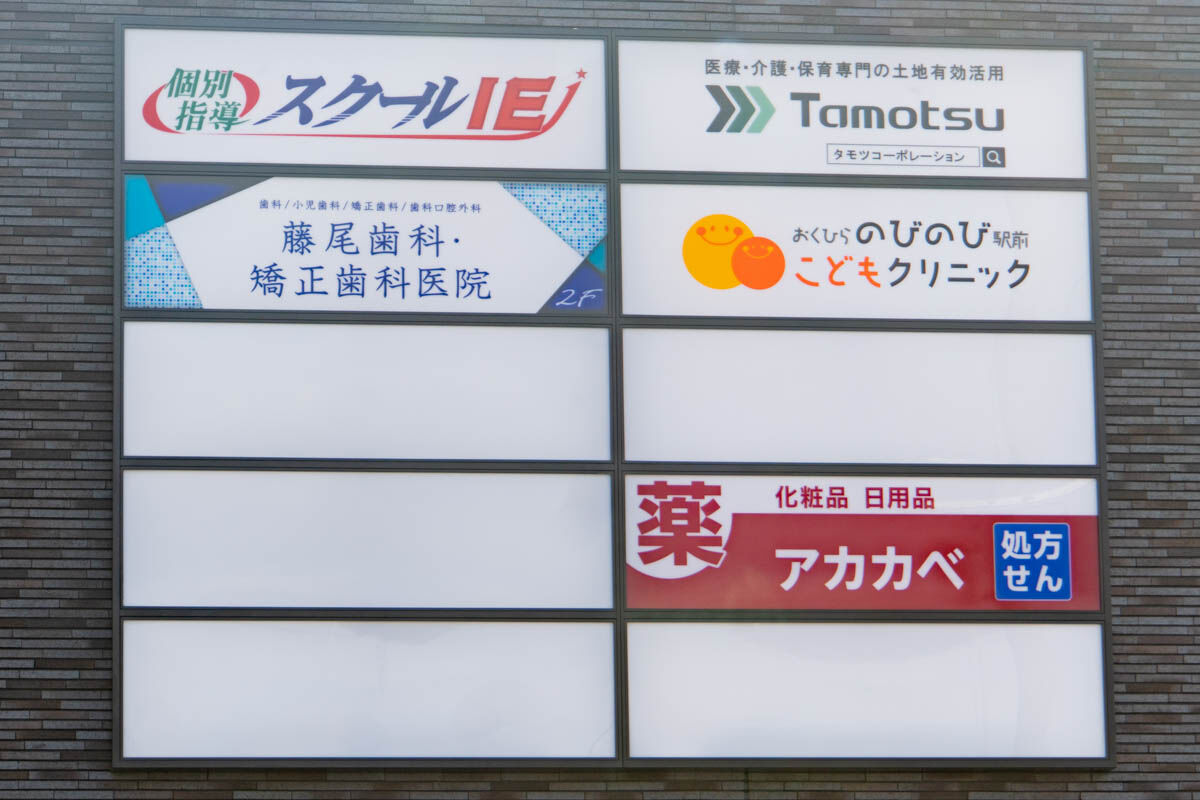 個別
指導
スクールIE
医療・介護・保育専門の土地有効活用
Tamotsu
タモツコーポレーション
歯科/小児歯科/矯正歯科/歯科口腔外科
藤尾歯科・
矯正歯科医院
2F
おくひら のびのび 駅前
こどもクリニック
薬
化粧品 日用品
アカカベ
処方
せん